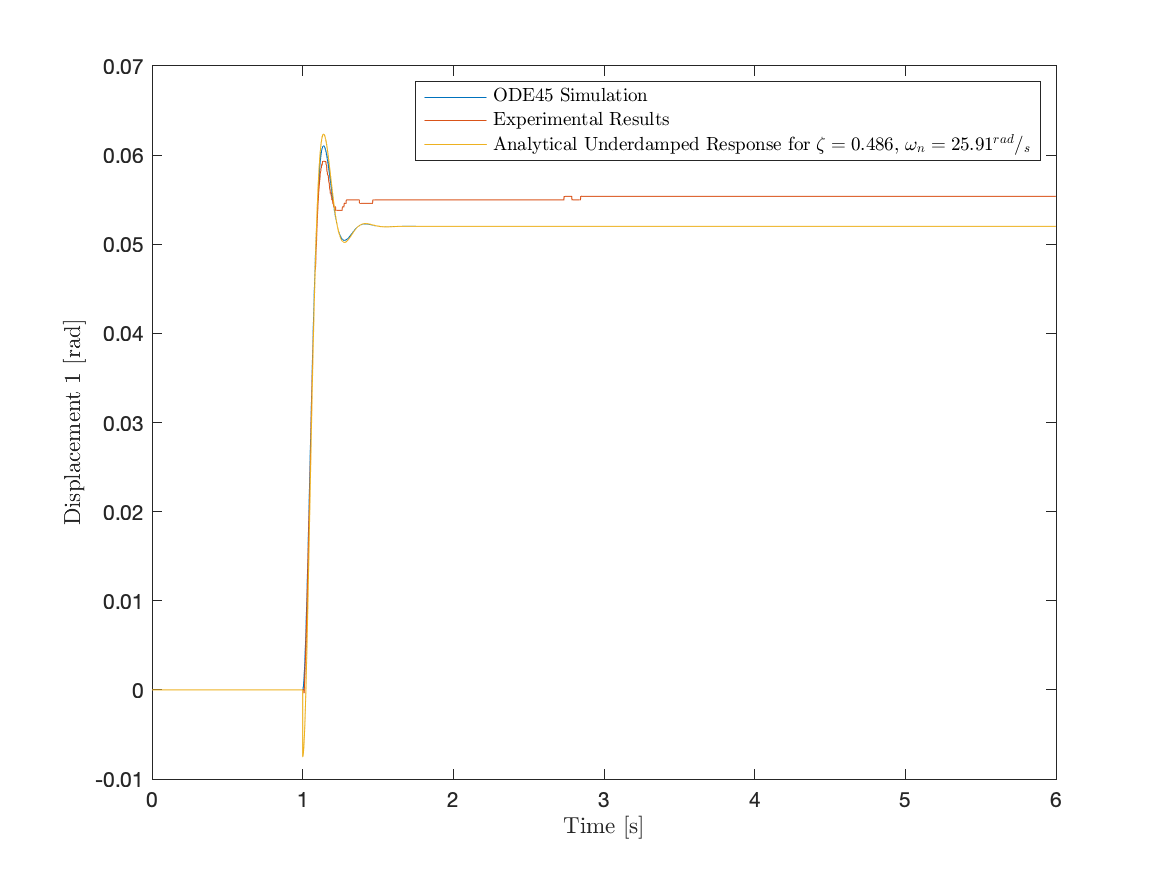 0.07
0.06
0.05
0.04
0.03
0.02
0.01
0
-0.01
Displacement 1 [rad]
ODE45 Simulation
Experimental Results
Analytical Underdamped Response for ζ = 0.486, ωₙ = 25.91ʳᵃᵈ/ₛ
0 1 2 3 4 5 6
Time [s]